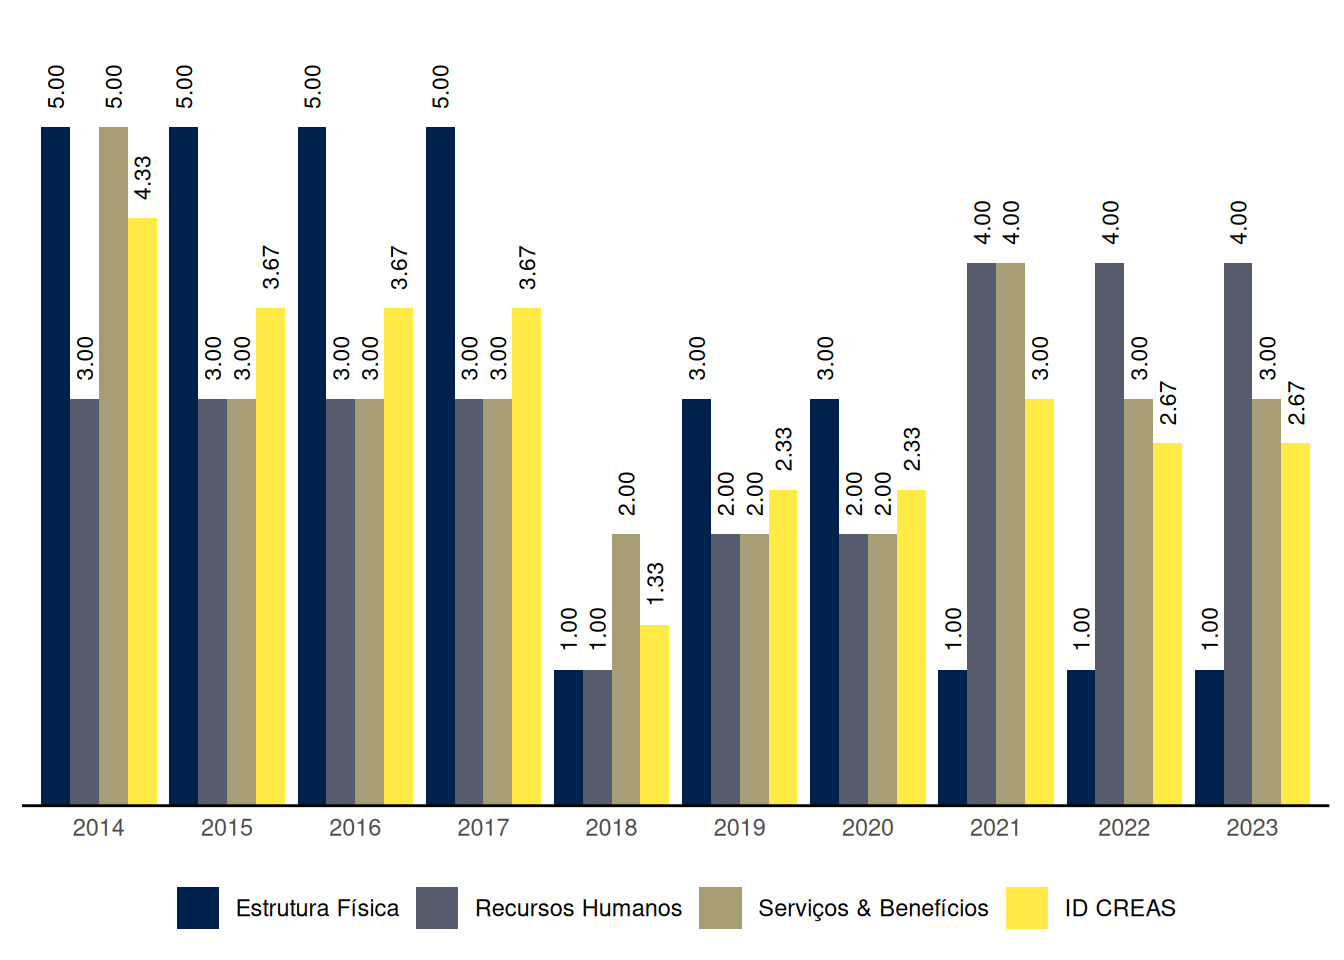 5.00 3.00 5.00 4.33 5.00 3.00 3.00 3.67 5.00 3.00 3.00 3.67 5.00 3.00 3.00 3.67 1.00 1.00 2.00 1.33 3.00 2.00 2.00 2.33 3.00 2.00 2.00 2.33 1.00 4.00 4.00 3.00 1.00 4.00 3.00 2.67 1.00 4.00 3.00 2.67
2014 2015 2016 2017 2018 2019 2020 2021 2022 2023
Estrutura Física Recursos Humanos Serviços & Benefícios ID CREAS